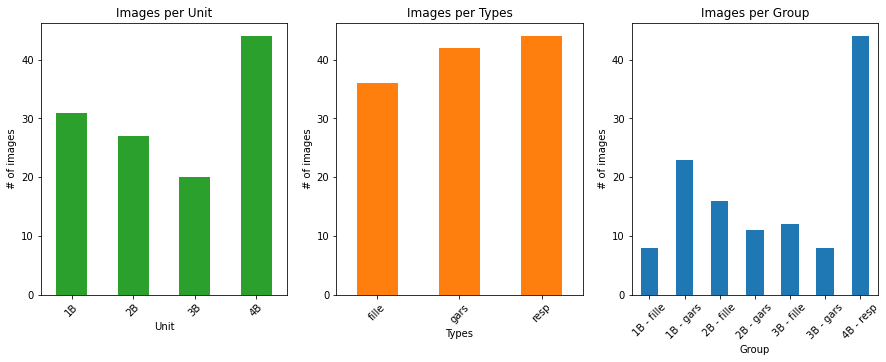 Images per Unit
# of images
40
30
20
10
0
1B
2B
3B
4B
Unit
Images per Types
# of images
40
30
20
10
0
fille
gars
resp
Types
Images per Group
# of images
40
30
20
10
0
1B - fille
1B - gars
2B - fille
2B - gars
3B - fille
3B - gars
4B - resp
Group